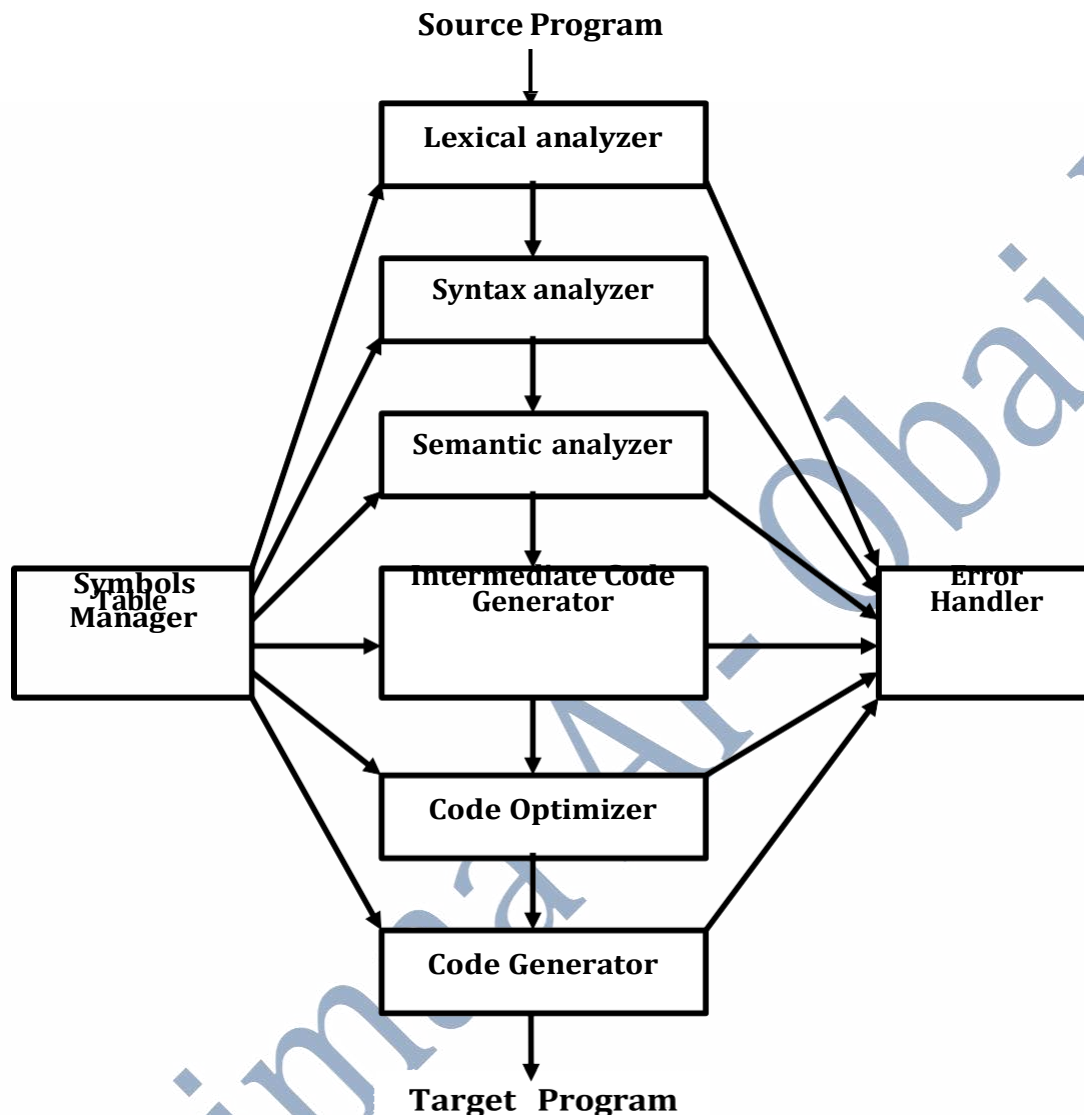 Source Program
Lexical analyzer
Syntax analyzer
Semantic analyzer
Symbols
Table
Manager
Intermediate Code
Generator
Error
Handler
Code Optimizer
Code Generator
Target Program